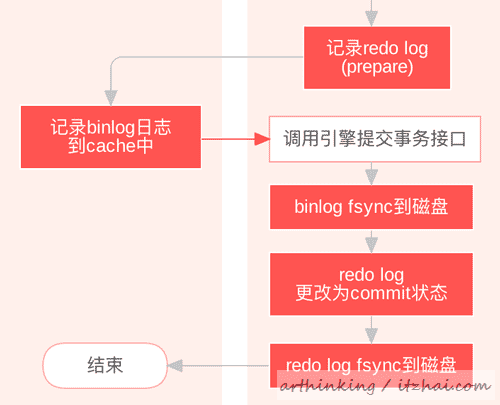 记录redo log
(prepare)
记录binlog日志
到cache中
调用引擎提交事务接口
binlog fsync到磁盘
redo log
更改为commit状态
redo log fsync到磁盘
结束
arthinking / itzhai.com